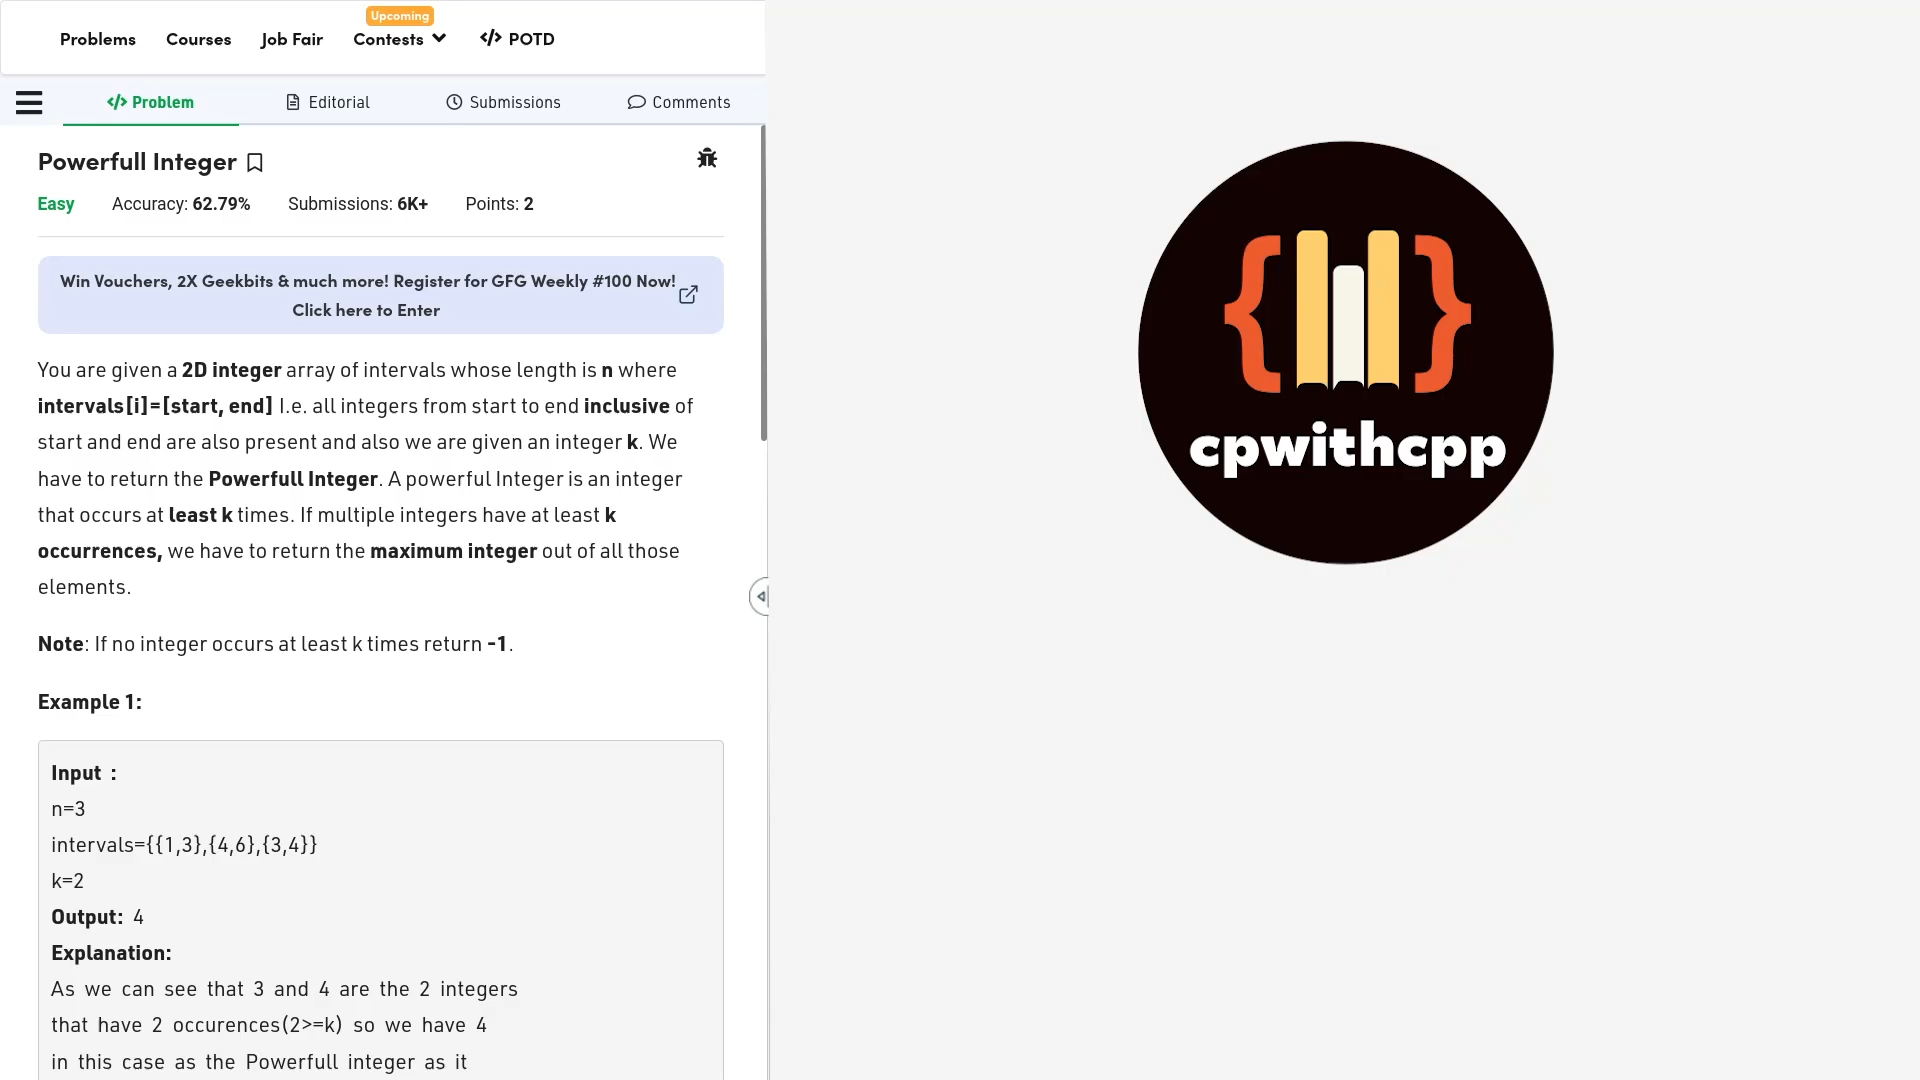 Upcoming
Problems Courses Job Fair Contests POTD
Problem Editorial Submissions Comments
Powerfull Integer
Easy Accuracy: 62.79% Submissions: 6K+ Points: 2
Win Vouchers, 2X Geekbits & much more! Register for GFG Weekly #100 Now!
Click here to Enter
You are given a 2D integer array of intervals whose length is n where
intervals[i]=[start, end] I.e. all integers from start to end inclusive of
start and end are also present and also we are given an integer k. We
have to return the Powerfull Integer. A powerful Integer is an integer
that occurs at least k times. If multiple integers have at least k
occurrences, we have to return the maximum integer out of all those
elements.
Note: If no integer occurs at least k times return -1.
Example 1:
Input :
n=3
intervals={{1,3},{4,6},{3,4}}
k=2
Output: 4
Explanation:
As we can see that 3 and 4 are the 2 integers
that have 2 occurences(2>=k) so we have 4
in this case as the Powerfull integer as it
cpwithcpp